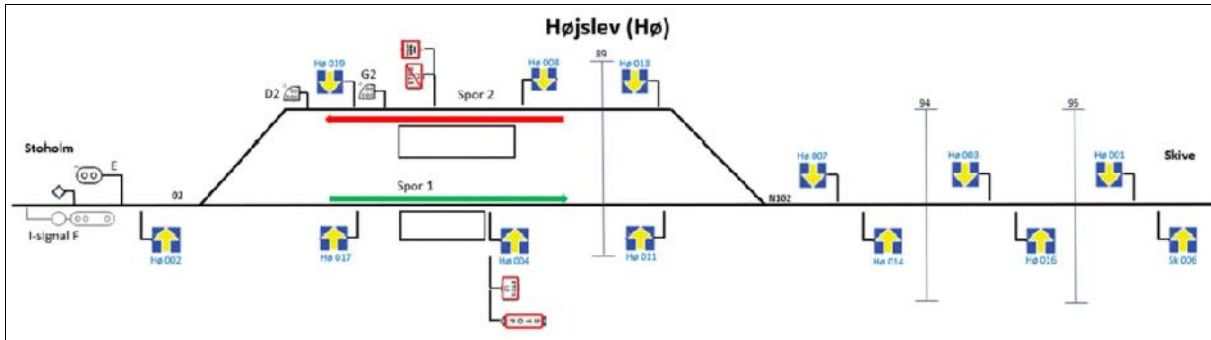 Højslev (Hø)
89
Hø 019
Hø 008
Hø 013
G2
D2
Spor 2
94
95
Stoholm
E
Hø 007
Hø 003
Hø 001
Skive
02
Spor 1
N102
I-signal F
Hø 002
Hø 017
Hø 004
Hø 011
Hø 014
Hø 016
Sk 006
STOP